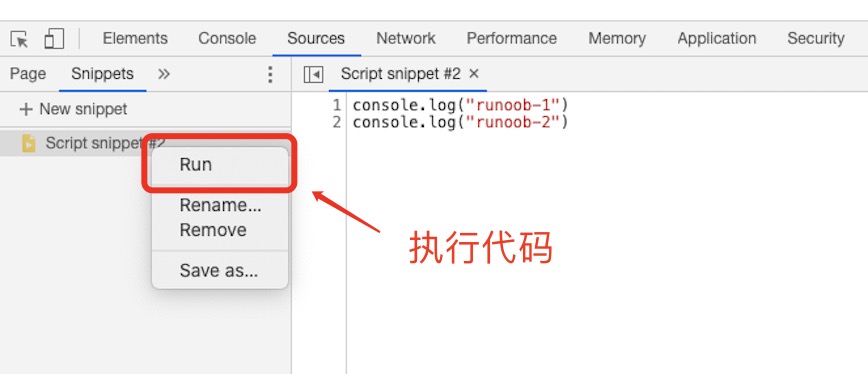 Elements Console Sources Network Performance Memory Application Security
Page Snippets » Script snippet #2 ×
+ New snippet
Script snippet #2
1 console.log("runoob-1")
2 console.log("runoob-2")
Run
Rename...
Remove
Save as...
执行代码